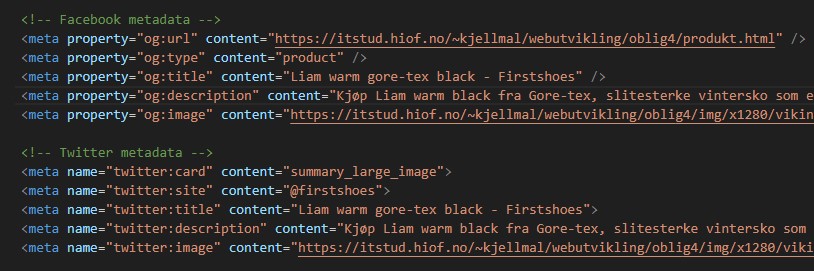 <!-- Facebook metadata -->
<meta property="og:url" content="https://itstud.hiof.no/~kjellmal/webutvikling/oblig4/produkt.html" />
<meta property="og:type" content="product" />
<meta property="og:title" content="Liam warm gore-tex black - Firstshoes" />
<meta property="og:description" content="Kjøp Liam warm black fra Gore-tex, slitesterke vintersko som e
<meta property="og:image" content="https://itstud.hiof.no/~kjellmal/webutvikling/oblig4/img/x1280/vikin
<!-- Twitter metadata -->
<meta name="twitter:card" content="summary_large_image">
<meta name="twitter:site" content="@firstshoes">
<meta name="twitter:title" content="Liam warm gore-tex black - Firstshoes">
<meta name="twitter:description" content="Kjøp Liam warm black fra Gore-tex, slitesterke vintersko som
<meta name="twitter:image" content="https://itstud.hiof.no/~kjellmal/webutvikling/oblig4/img/x1280/viki